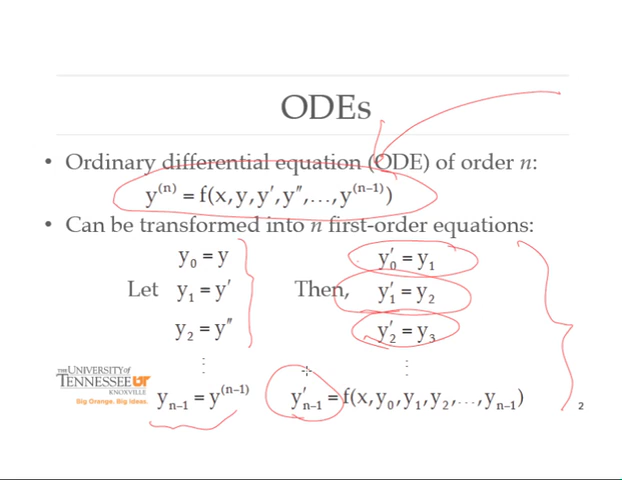 ODEs
• Ordinary differential equation (ODE) of order n:
y⁽ⁿ⁾ = f(x,y,y′,y″,…,y⁽ⁿ⁻¹⁾)
• Can be transformed into n first-order equations:
y₀ = y y′₀ = y₁
Let y₁ = y′ Then, y′₁ = y₂
y₂ = y″ y′₂ = y₃
⋮ ⋮
THE UNIVERSITY of
TENNESSEE UT
KNOXVILLE
Big Orange. Big Ideas.
yₙ₋₁ = y⁽ⁿ⁻¹⁾ y′ₙ₋₁ = f(x,y₀,y₁,y₂,…,yₙ₋₁)
2